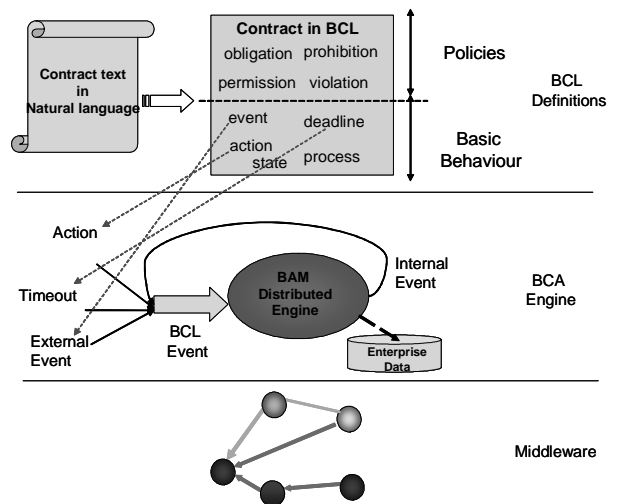 Contract text
in
Natural language
Contract in BCL
obligation prohibition
permission violation
event deadline
action
state process
Policies
Basic
Behaviour
BCL
Definitions
Action
Timeout
External
Event
BCL
Event
BAM
Distributed
Engine
Internal
Event
Enterprise
Data
BCA
Engine
Middleware